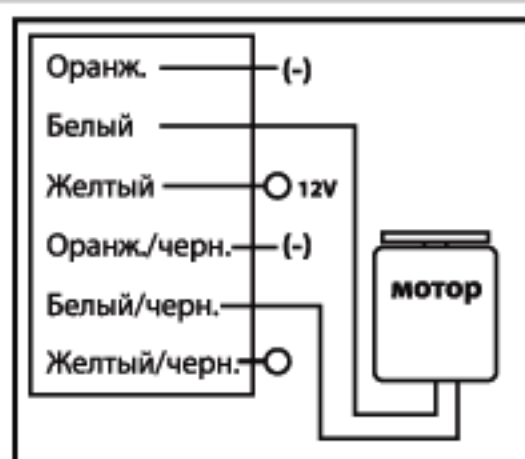 Оранж. (-)
Белый
Желтый 12V
Оранж./черн. (-)
Белый/черн.
Желтый/черн.
мотор